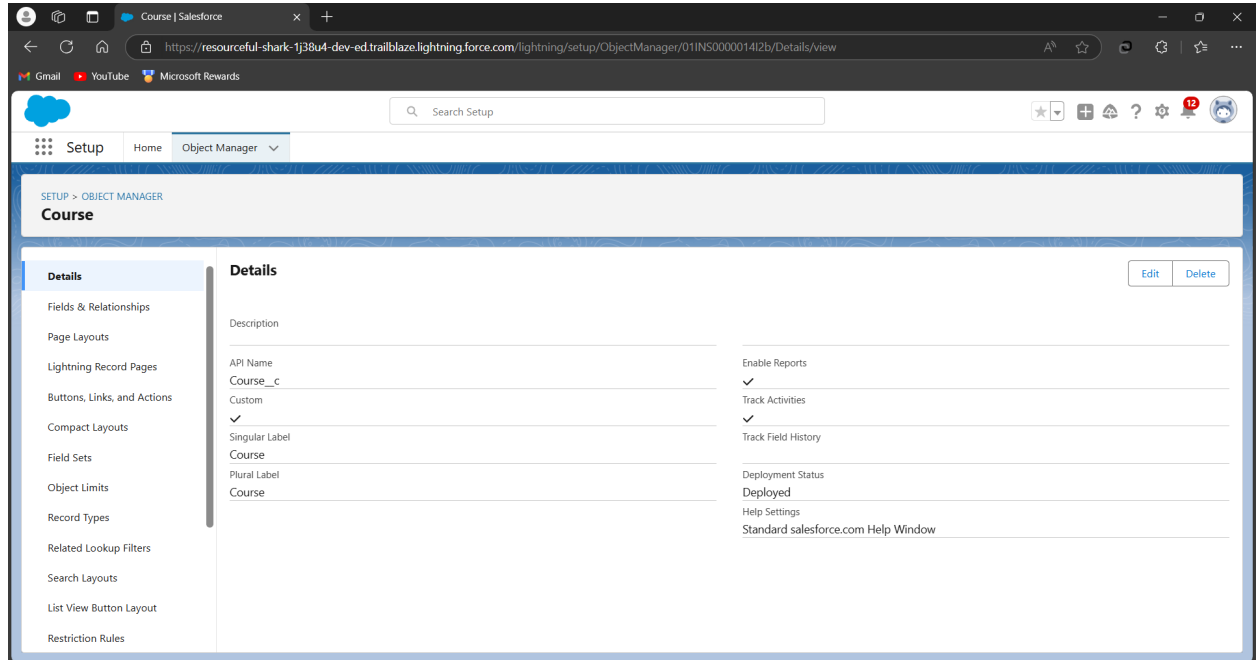 Course | Salesforce
https://resourceful-shark-1j38u4-dev-ed.trailblaze.lightning.force.com/lightning/setup/ObjectManager/01INS0000014l2b/Details/view
Gmail YouTube Microsoft Rewards
Search Setup
12
Setup Home Object Manager
SETUP > OBJECT MANAGER
Course
Details
Fields & Relationships
Page Layouts
Lightning Record Pages
Buttons, Links, and Actions
Compact Layouts
Field Sets
Object Limits
Record Types
Related Lookup Filters
Search Layouts
List View Button Layout
Restriction Rules
Details
Edit Delete
Description
API Name
Course__c
Custom
Singular Label
Course
Plural Label
Course
Enable Reports
Track Activities
Track Field History
Deployment Status
Deployed
Help Settings
Standard salesforce.com Help Window